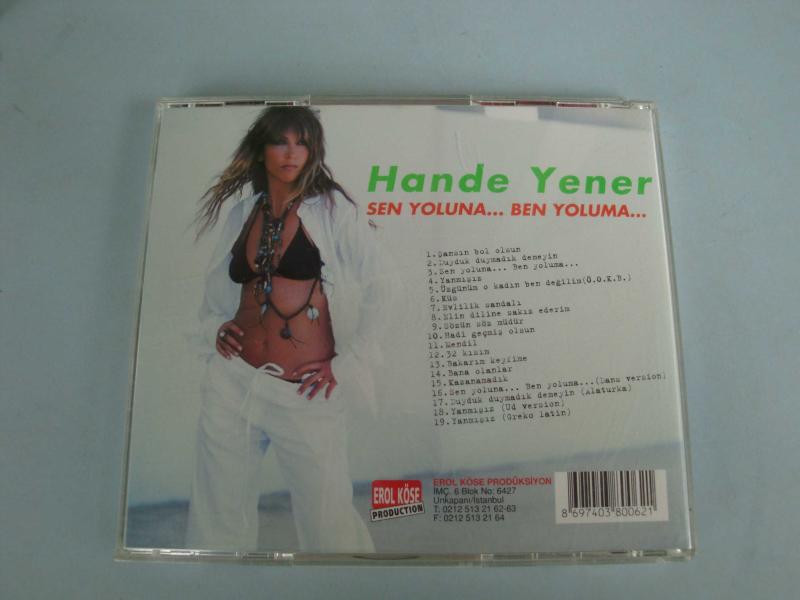 Hande Yener
SEN YOLUNA... BEN YOLUMA...
1.Şansın bol olsun
2.Duyduk duymadık demeyin
3.Sen yoluna... Ben yoluma...
4.Yanmışız
5.Üzgünüm o kadın ben değilim(Ü.O.K.B.)
6.Küs
7.Evlilik sandalı
8.Elin diline sakız ederim
9.Sözün söz müdür
10.Hadi geçmiş olsun
11.Mendil
12.32 kısım
13.Bakarım keyfime
14.Bana olanlar
15.Kazanamadık
16.Sen yoluna... Ben yoluma...(Dans version)
17.Duyduk duymadık demeyin (Alaturka)
18.Yanmışız (Ud version)
19.Yanmışız (Greko latin)
EROL KÖSE
PRODUCTION
EROL KÖSE PRODÜKSİYON
İMÇ. 6 Blok No: 6427
Unkapanı/İstanbul
T: 0212 513 21 62-63
F: 0212 513 21 64
8 697403 800621